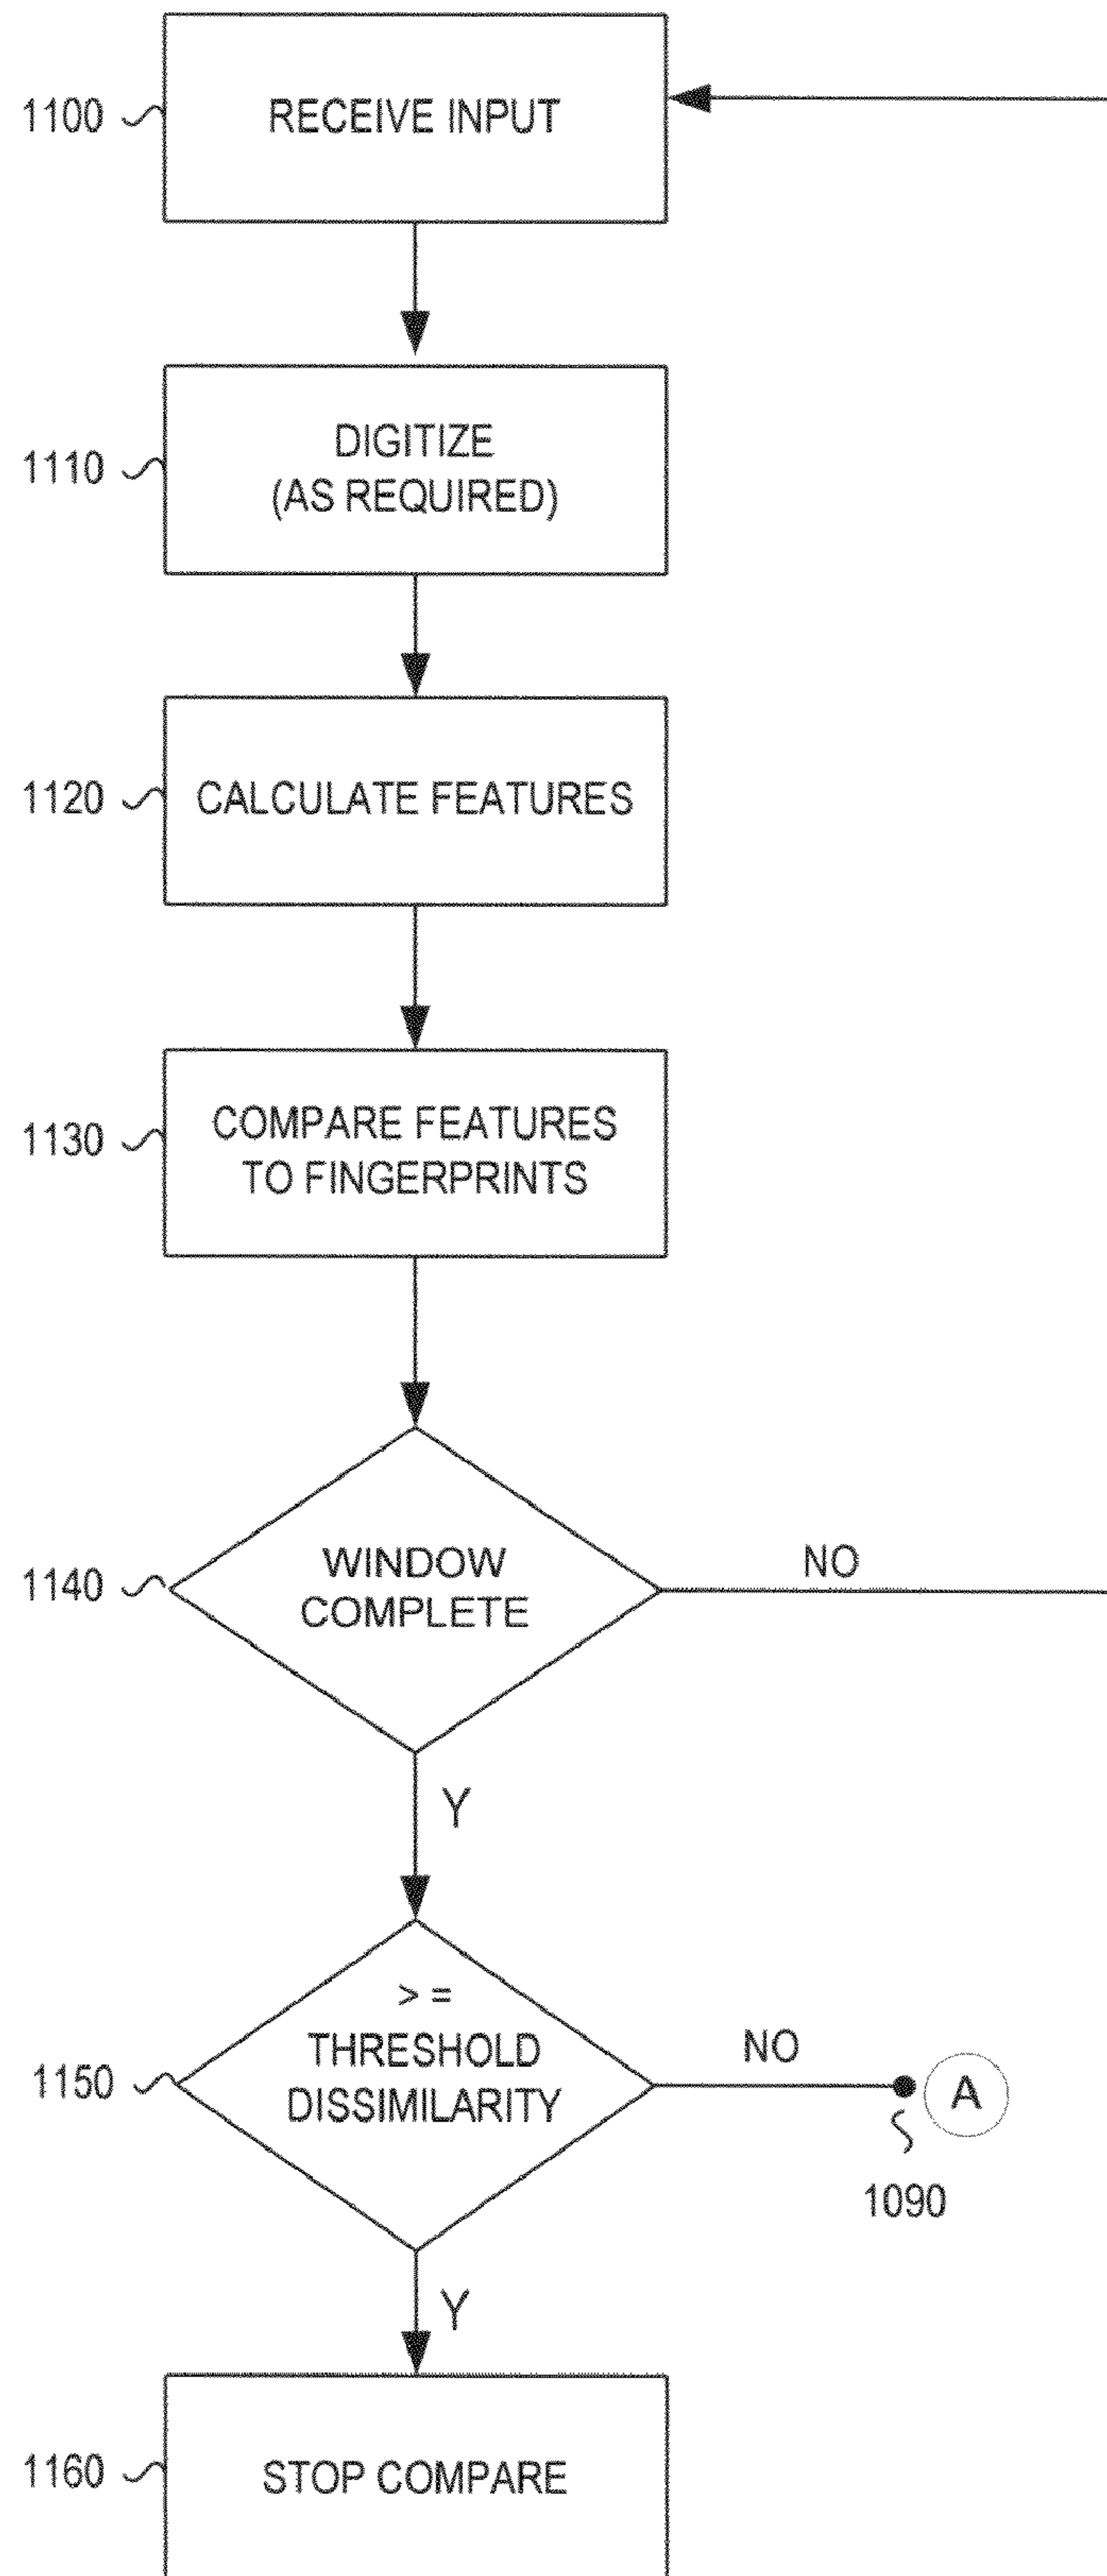 1100
RECEIVE INPUT
1110
DIGITIZE
(AS REQUIRED)
1120
CALCULATE FEATURES
1130
COMPARE FEATURES
TO FINGERPRINTS
1140
WINDOW
COMPLETE
NO
Y
1150
> =
THRESHOLD
DISSIMILARITY
NO
A
1090
Y
1160
STOP COMPARE